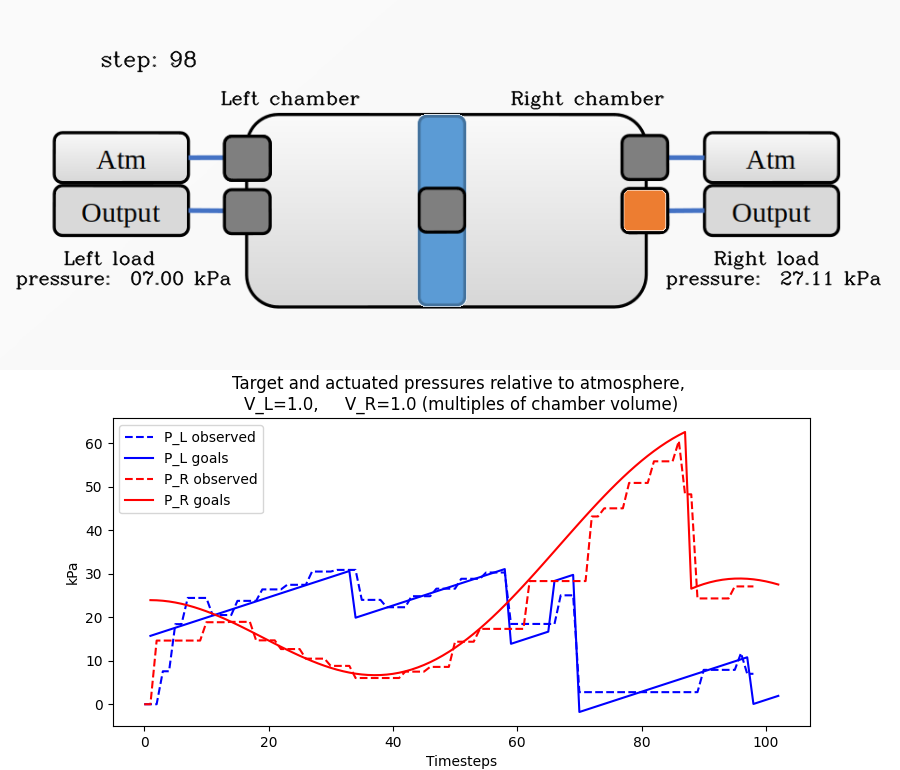 step: 98
Left chamber
Right chamber
Atm
Atm
Output
Output
Left load
pressure: 07.00 kPa
Right load
pressure: 27.11 kPa
Target and actuated pressures relative to atmosphere,
V_L=1.0, V_R=1.0 (multiples of chamber volume)
P_L observed
P_L goals
P_R observed
P_R goals
60
50
40
30
20
10
0
kPa
0 20 40 60 80 100
Timesteps